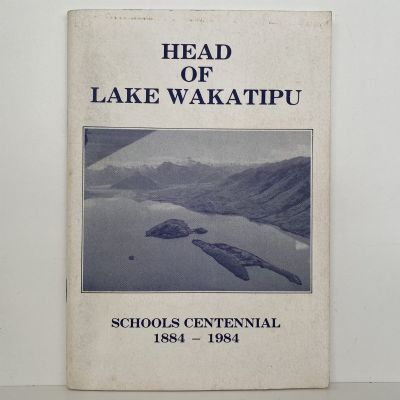 HEAD
OF
LAKE WAKATIPU
SCHOOLS CENTENNIAL
1884 – 1984